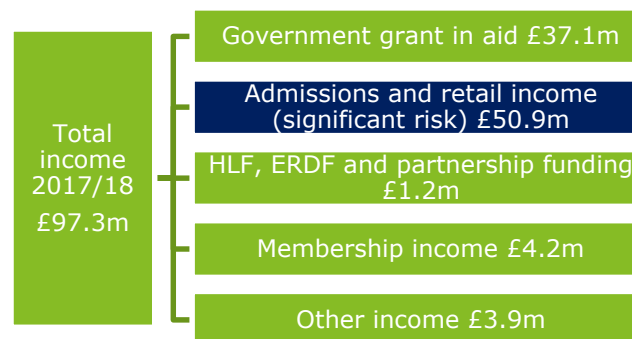 Total
income
2017/18
£97.3m
Government grant in aid £37.1m
Admissions and retail income
(significant risk) £50.9m
HLF, ERDF and partnership funding
£1.2m
Membership income £4.2m
Other income £3.9m